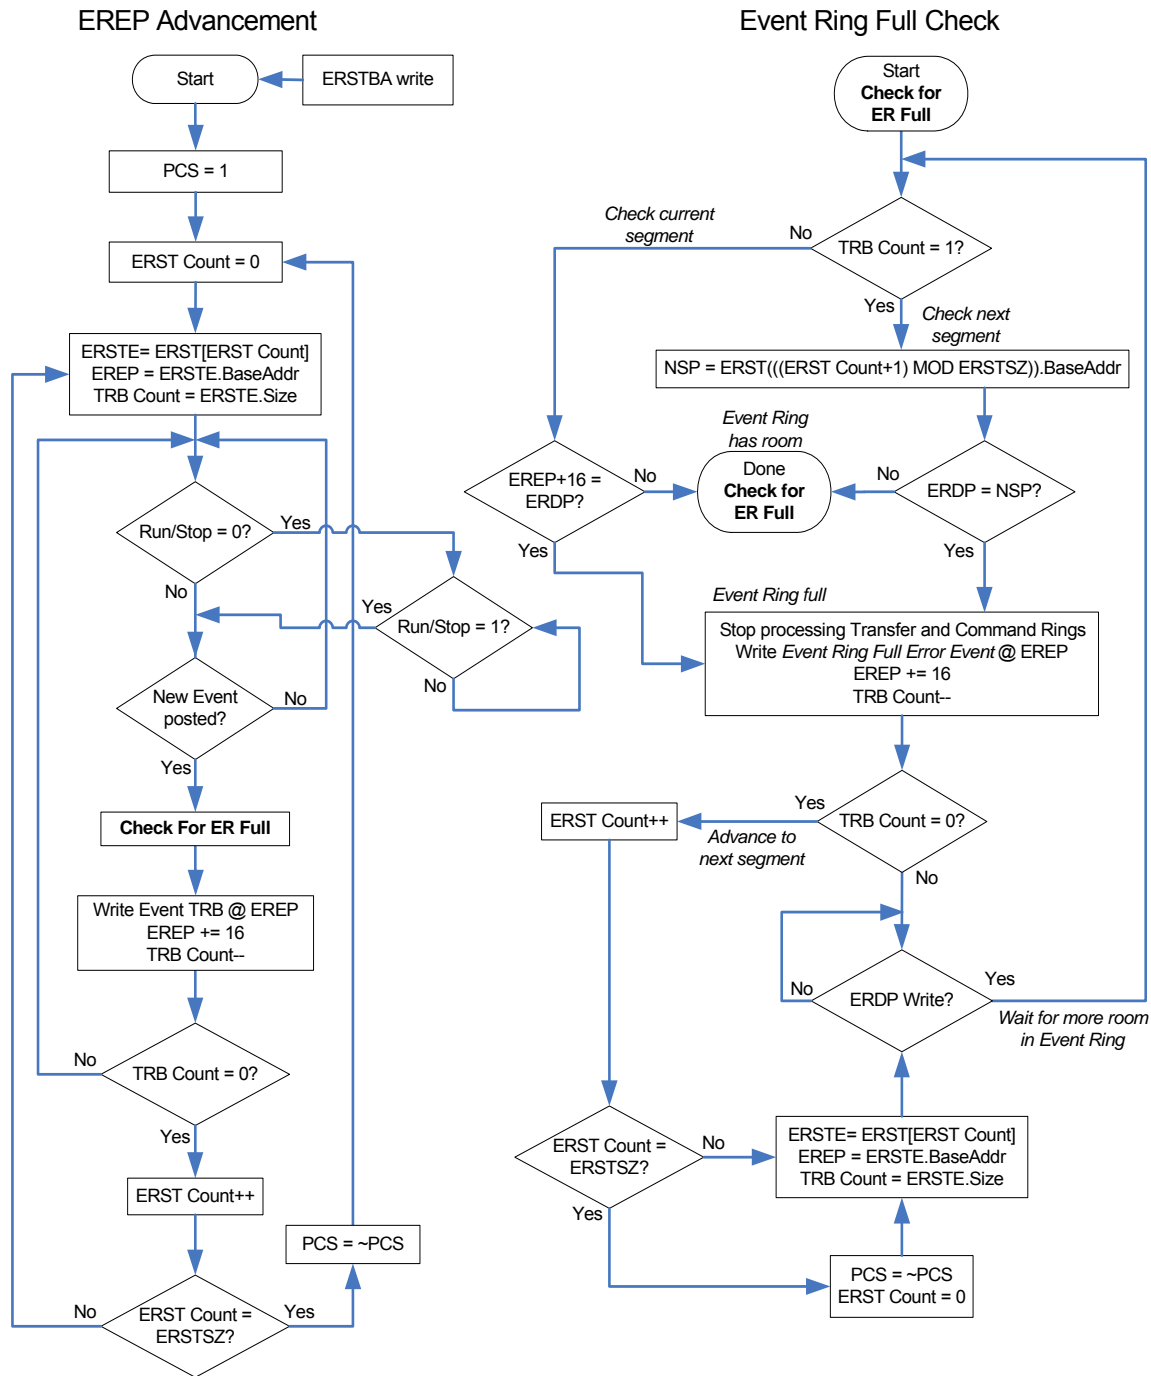 EREP Advancement
Start
ERSTBA write
PCS = 1
ERST Count = 0
ERSTE= ERST[ERST Count]
EREP = ERSTE.BaseAddr
TRB Count = ERSTE.Size
Run/Stop = 0?
Yes
No
Yes
Run/Stop = 1?
No
New Event
posted?
No
Yes
Check For ER Full
Write Event TRB @ EREP
EREP += 16
TRB Count--
No
TRB Count = 0?
Yes
ERST Count++
PCS = ~PCS
No
ERST Count =
ERSTSZ?
Yes
Event Ring Full Check
Start
Check for
ER Full
Check current
segment
No
TRB Count = 1?
Yes
Check next
segment
NSP = ERST(((ERST Count+1) MOD ERSTSZ)).BaseAddr
Event Ring
has room
EREP+16 =
ERDP?
No
Done
Check for
ER Full
No
ERDP = NSP?
Yes
Yes
Event Ring full
Stop processing Transfer and Command Rings
Write Event Ring Full Error Event @ EREP
EREP += 16
TRB Count--
Yes
TRB Count = 0?
ERST Count++
Advance to
next segment
No
No
ERDP Write?
Yes
Wait for more room
in Event Ring
ERST Count =
ERSTSZ?
No
Yes
ERSTE= ERST[ERST Count]
EREP = ERSTE.BaseAddr
TRB Count = ERSTE.Size
PCS = ~PCS
ERST Count = 0